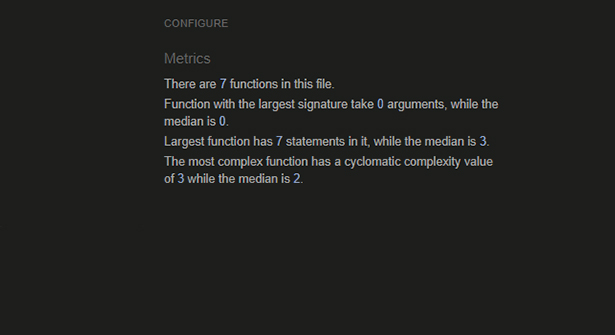 CONFIGURE
Metrics
There are 7 functions in this file.
Function with the largest signature take 0 arguments, while the
median is 0.
Largest function has 7 statements in it, while the median is 3.
The most complex function has a cyclomatic complexity value
of 3 while the median is 2.